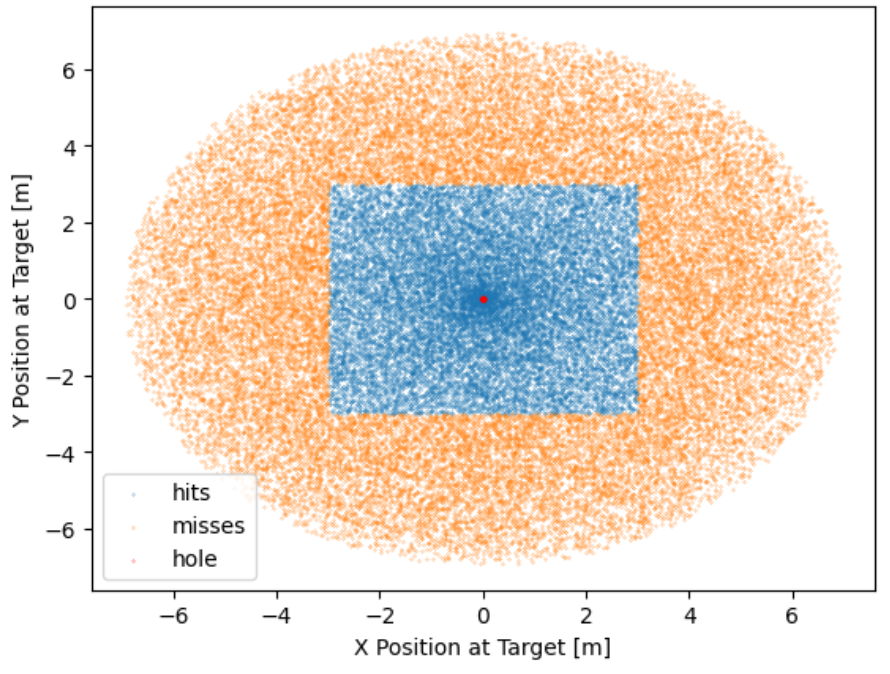 6
4
2
0
−2
−4
−6
Y Position at Target [m]
hits
misses
hole
−6 −4 −2 0 2 4 6
X Position at Target [m]